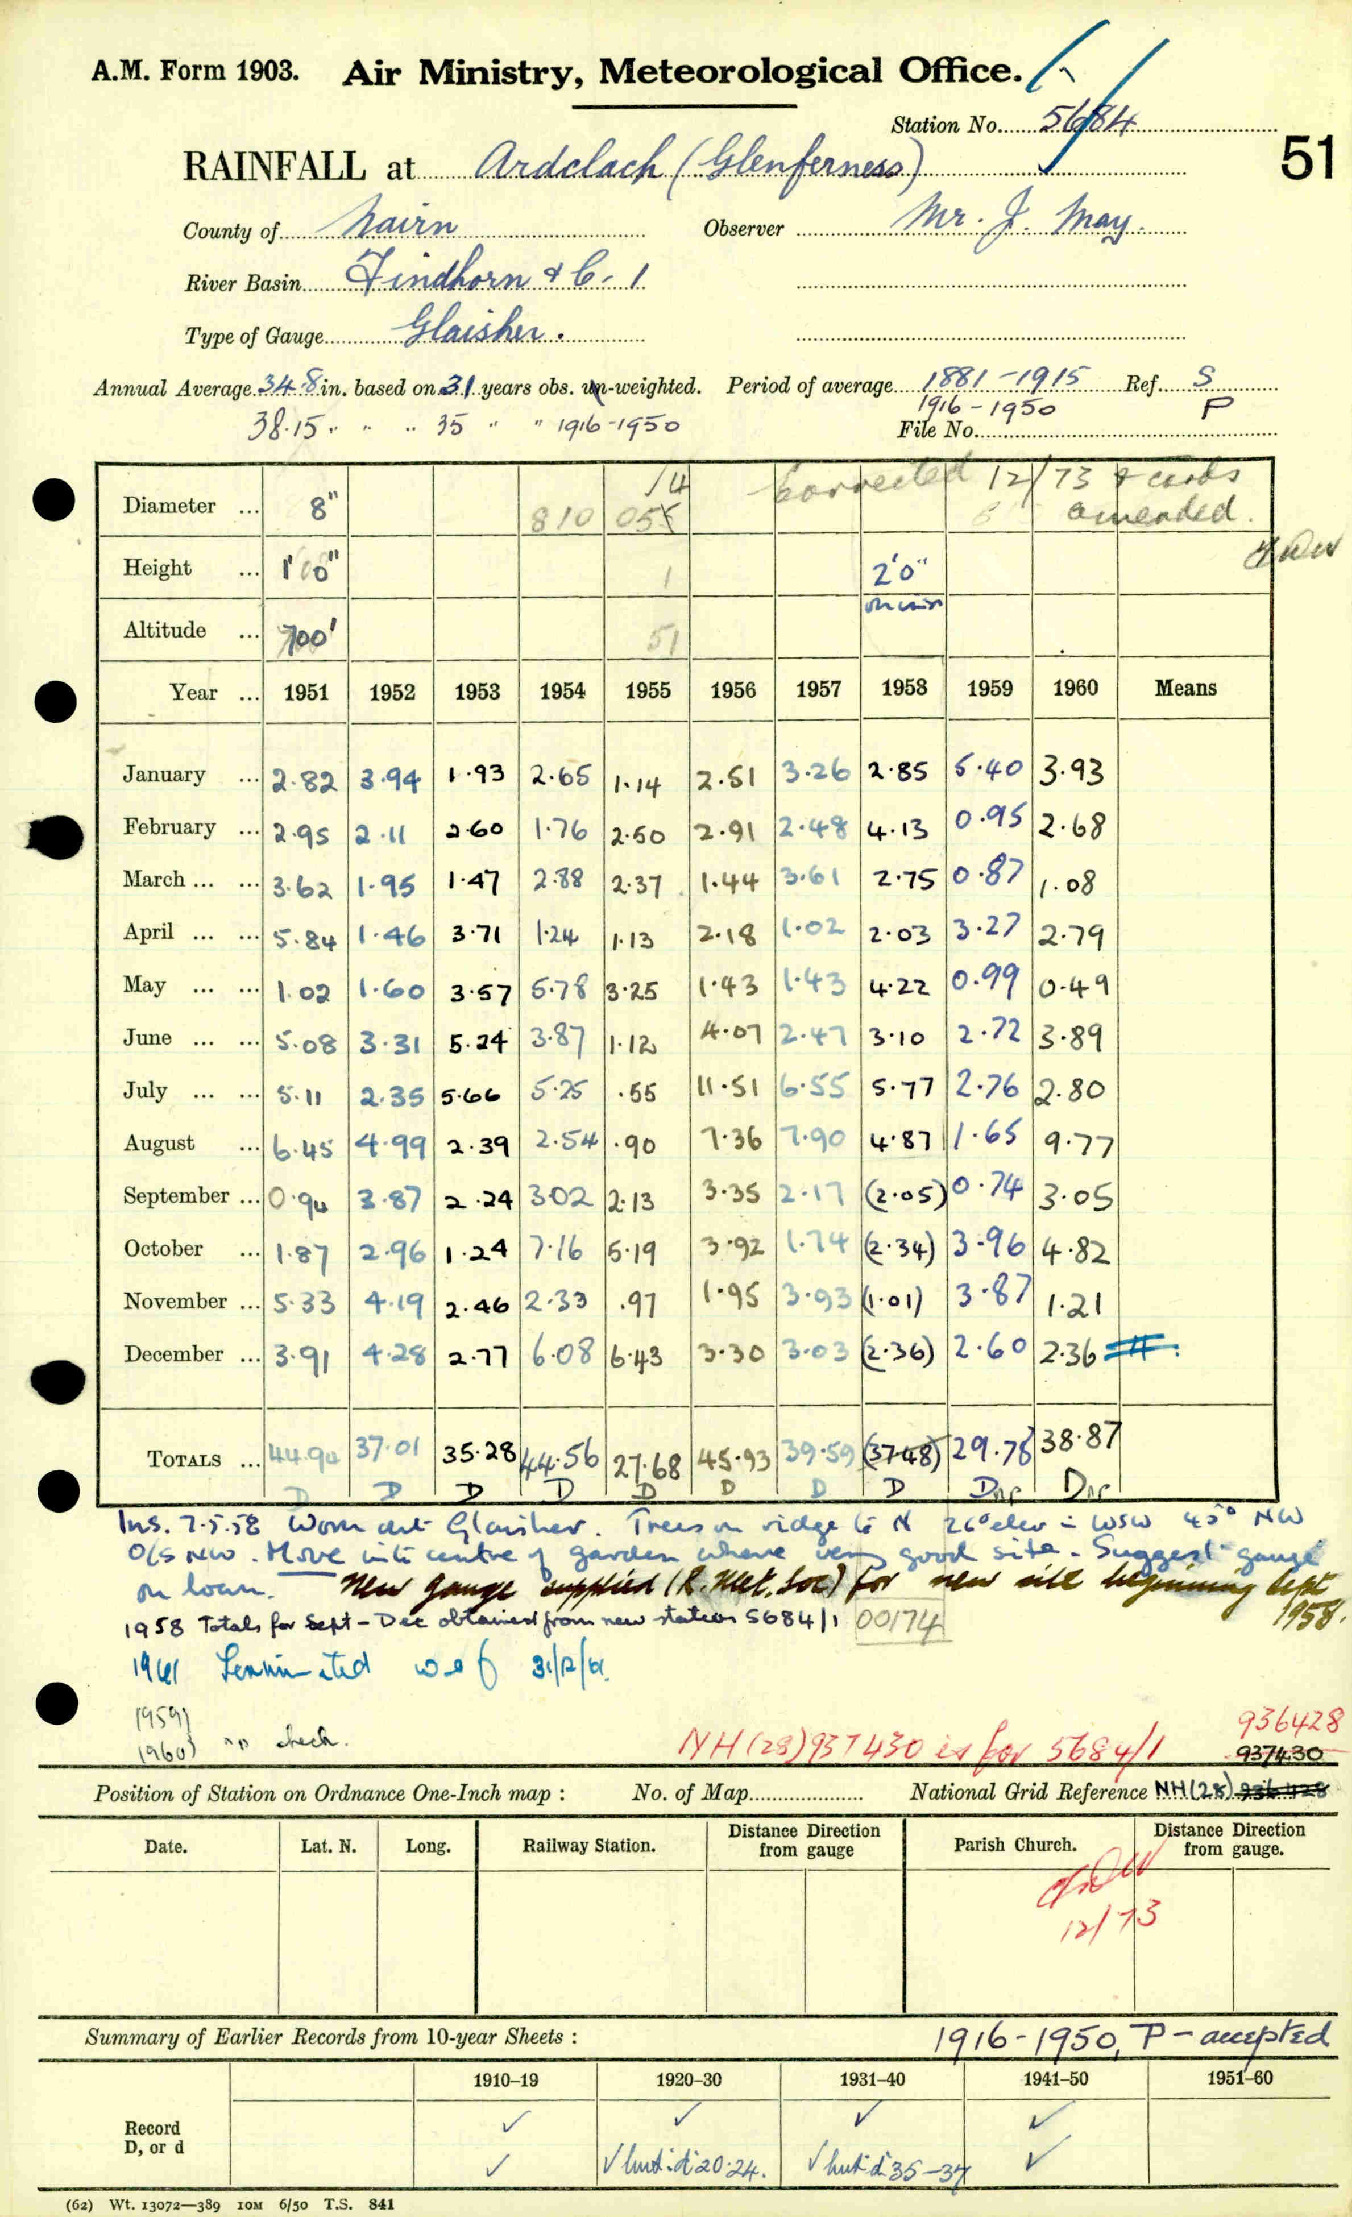 A.M. Form 1903. Air Ministry, Meteorological Office.
Station No. 5684
RAINFALL at Ardclach (Glenferness) 51
County of Nairn Observer Mr. J. May.
River Basin Findhorn & C. 1
Type of Gauge Glaisher.
Annual Average 34.8 in. based on 31 years obs. un-weighted. Period of average 1881-1915 Ref. S
38.15 " " " 35 " " 1916-1950 1916-1950 P
File No.
Corrected 12/73 & cards amended.
Diameter ... 8" 810 055 /4
Height ... 1' 0" 1 2'0"
Altitude ... 700' 51
Year ... 1951 1952 1953 1954 1955 1956 1957 1958 1959 1960 Means
January ... 2.82 3.94 1.93 2.65 1.14 2.51 3.26 2.85 5.40 3.93
February ... 2.95 2.11 2.60 1.76 2.50 2.91 2.48 4.13 0.95 2.68
March ... ... 3.62 1.95 1.47 2.88 2.37 1.44 3.61 2.75 0.87 1.08
April ... ... 5.84 1.46 3.71 1.24 1.13 2.18 1.02 2.03 3.27 2.79
May ... ... 1.02 1.60 3.57 5.78 3.25 1.43 1.43 4.22 0.99 0.49
June ... ... 5.08 3.31 5.24 3.87 1.12 4.07 2.47 3.10 2.72 3.89
July ... ... 5.11 2.35 5.66 5.25 .55 11.51 6.55 5.77 2.76 2.80
August ... 6.45 4.99 2.39 2.54 .90 7.36 7.90 4.87 1.65 9.77
September ... 0.94 3.87 2.24 3.02 2.13 3.35 2.17 (2.05) 0.74 3.05
October ... 1.87 2.96 1.24 7.16 5.19 3.92 1.74 (2.34) 3.96 4.82
November ... 5.33 4.19 2.46 2.33 .97 1.95 3.93 (1.01) 3.87 1.21
December ... 3.91 4.28 2.77 6.08 6.43 3.30 3.03 (2.36) 2.60 2.36
TOTALS ... 44.94 37.01 35.28 44.56 27.68 45.93 39.59 (37.48) 29.78 38.87
D D D D D D D D
Ins. 7.5.58 Worn out Glaisher. Trees on ridge to N 26° elev = WSW 45° NW
O/S NW. Move into centre of garden where very good site. Suggest gauge
on loan. New gauge supplied (R. Met. Soc) for new site beginning Sept 1958.
1958 Totals for Sept - Dec obtained from new station 5684/1 00174
1961 Terminated w e f 31/12/61.
1959)
1960) no check.
NH (28) 937430 is for 5684/1 936428
937430
Position of Station on Ordnance One-Inch map : No. of Map National Grid Reference NH (28) 936428
Date. Lat. N. Long. Railway Station. Distance from Direction gauge Parish Church. Distance from Direction gauge.
12/73
Summary of Earlier Records from 10-year Sheets : 1916-1950, P - accepted
1910–19 1920–30 1931–40 1941–50 1951–60
Record ✓ ✓ ✓ ✓
D, or d ✓ ✓ but d 20-24. ✓ but d 35-37 ✓
(62) Wt. 13072—389 10M 6/50 T.S. 841